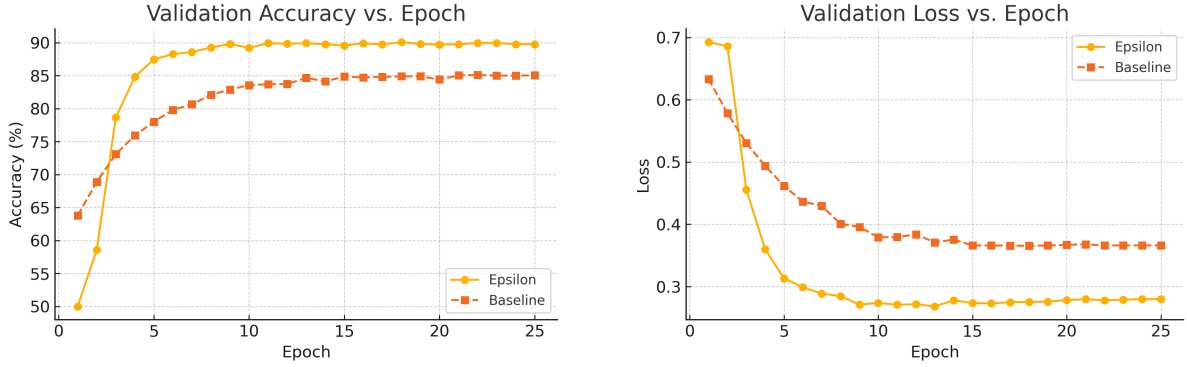 Validation Accuracy vs. Epoch
90
85
80
75
70
65
60
55
50
Accuracy (%)
0 5 10 15 20 25
Epoch
Epsilon
Baseline
Validation Loss vs. Epoch
0.7
0.6
0.5
0.4
0.3
Loss
0 5 10 15 20 25
Epoch
Epsilon
Baseline